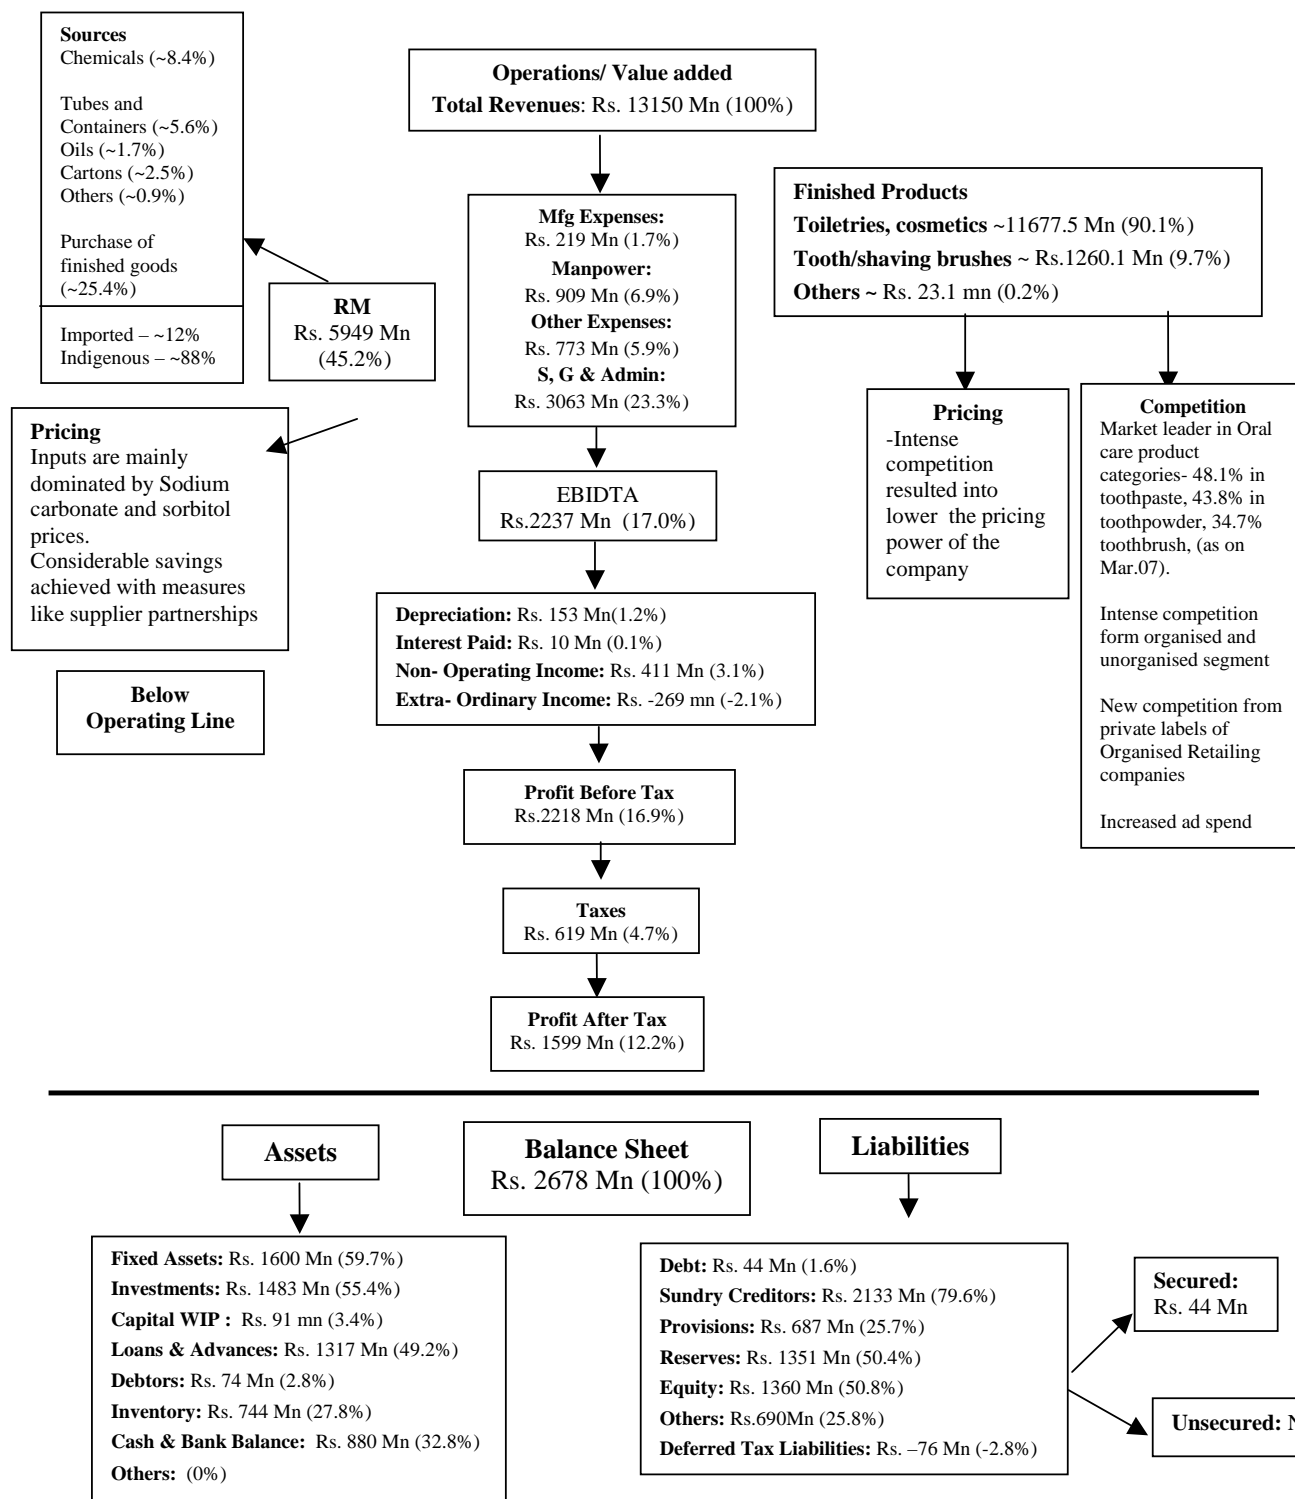 Sources
Chemicals (~8.4%)
Tubes and
Containers (~5.6%)
Oils (~1.7%)
Cartons (~2.5%)
Others (~0.9%)
Purchase of
finished goods
(~25.4%)
Imported – ~12%
Indigenous – ~88%
Operations/ Value added
Total Revenues: Rs. 13150 Mn (100%)
Mfg Expenses:
Rs. 219 Mn (1.7%)
Manpower:
Rs. 909 Mn (6.9%)
Other Expenses:
Rs. 773 Mn (5.9%)
S, G & Admin:
Rs. 3063 Mn (23.3%)
RM
Rs. 5949 Mn
(45.2%)
Finished Products
Toiletries, cosmetics ~11677.5 Mn (90.1%)
Tooth/shaving brushes ~ Rs.1260.1 Mn (9.7%)
Others ~ Rs. 23.1 mn (0.2%)
Pricing
Inputs are mainly
dominated by Sodium
carbonate and sorbitol
prices.
Considerable savings
achieved with measures
like supplier partnerships
Pricing
-Intense
competition
resulted into
lower the pricing
power of the
company
Competition
Market leader in Oral
care product
categories- 48.1% in
toothpaste, 43.8% in
toothpowder, 34.7%
toothbrush, (as on
Mar.07).
Intense competition
form organised and
unorganised segment
New competition from
private labels of
Organised Retailing
companies
Increased ad spend
EBIDTA
Rs.2237 Mn (17.0%)
Depreciation: Rs. 153 Mn(1.2%)
Interest Paid: Rs. 10 Mn (0.1%)
Non- Operating Income: Rs. 411 Mn (3.1%)
Extra- Ordinary Income: Rs. -269 mn (-2.1%)
Below
Operating Line
Profit Before Tax
Rs.2218 Mn (16.9%)
Taxes
Rs. 619 Mn (4.7%)
Profit After Tax
Rs. 1599 Mn (12.2%)
Assets
Balance Sheet
Rs. 2678 Mn (100%)
Liabilities
Fixed Assets: Rs. 1600 Mn (59.7%)
Investments: Rs. 1483 Mn (55.4%)
Capital WIP : Rs. 91 mn (3.4%)
Loans & Advances: Rs. 1317 Mn (49.2%)
Debtors: Rs. 74 Mn (2.8%)
Inventory: Rs. 744 Mn (27.8%)
Cash & Bank Balance: Rs. 880 Mn (32.8%)
Others: (0%)
Debt: Rs. 44 Mn (1.6%)
Sundry Creditors: Rs. 2133 Mn (79.6%)
Provisions: Rs. 687 Mn (25.7%)
Reserves: Rs. 1351 Mn (50.4%)
Equity: Rs. 1360 Mn (50.8%)
Others: Rs.690Mn (25.8%)
Deferred Tax Liabilities: Rs. –76 Mn (-2.8%)
Secured:
Rs. 44 Mn
Unsecured: